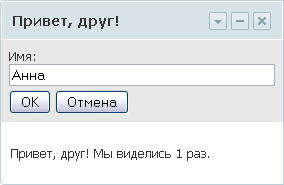 Привет, друг!
Имя:
Анна
OK Отмена
Привет, друг! Мы виделись 1 раз.